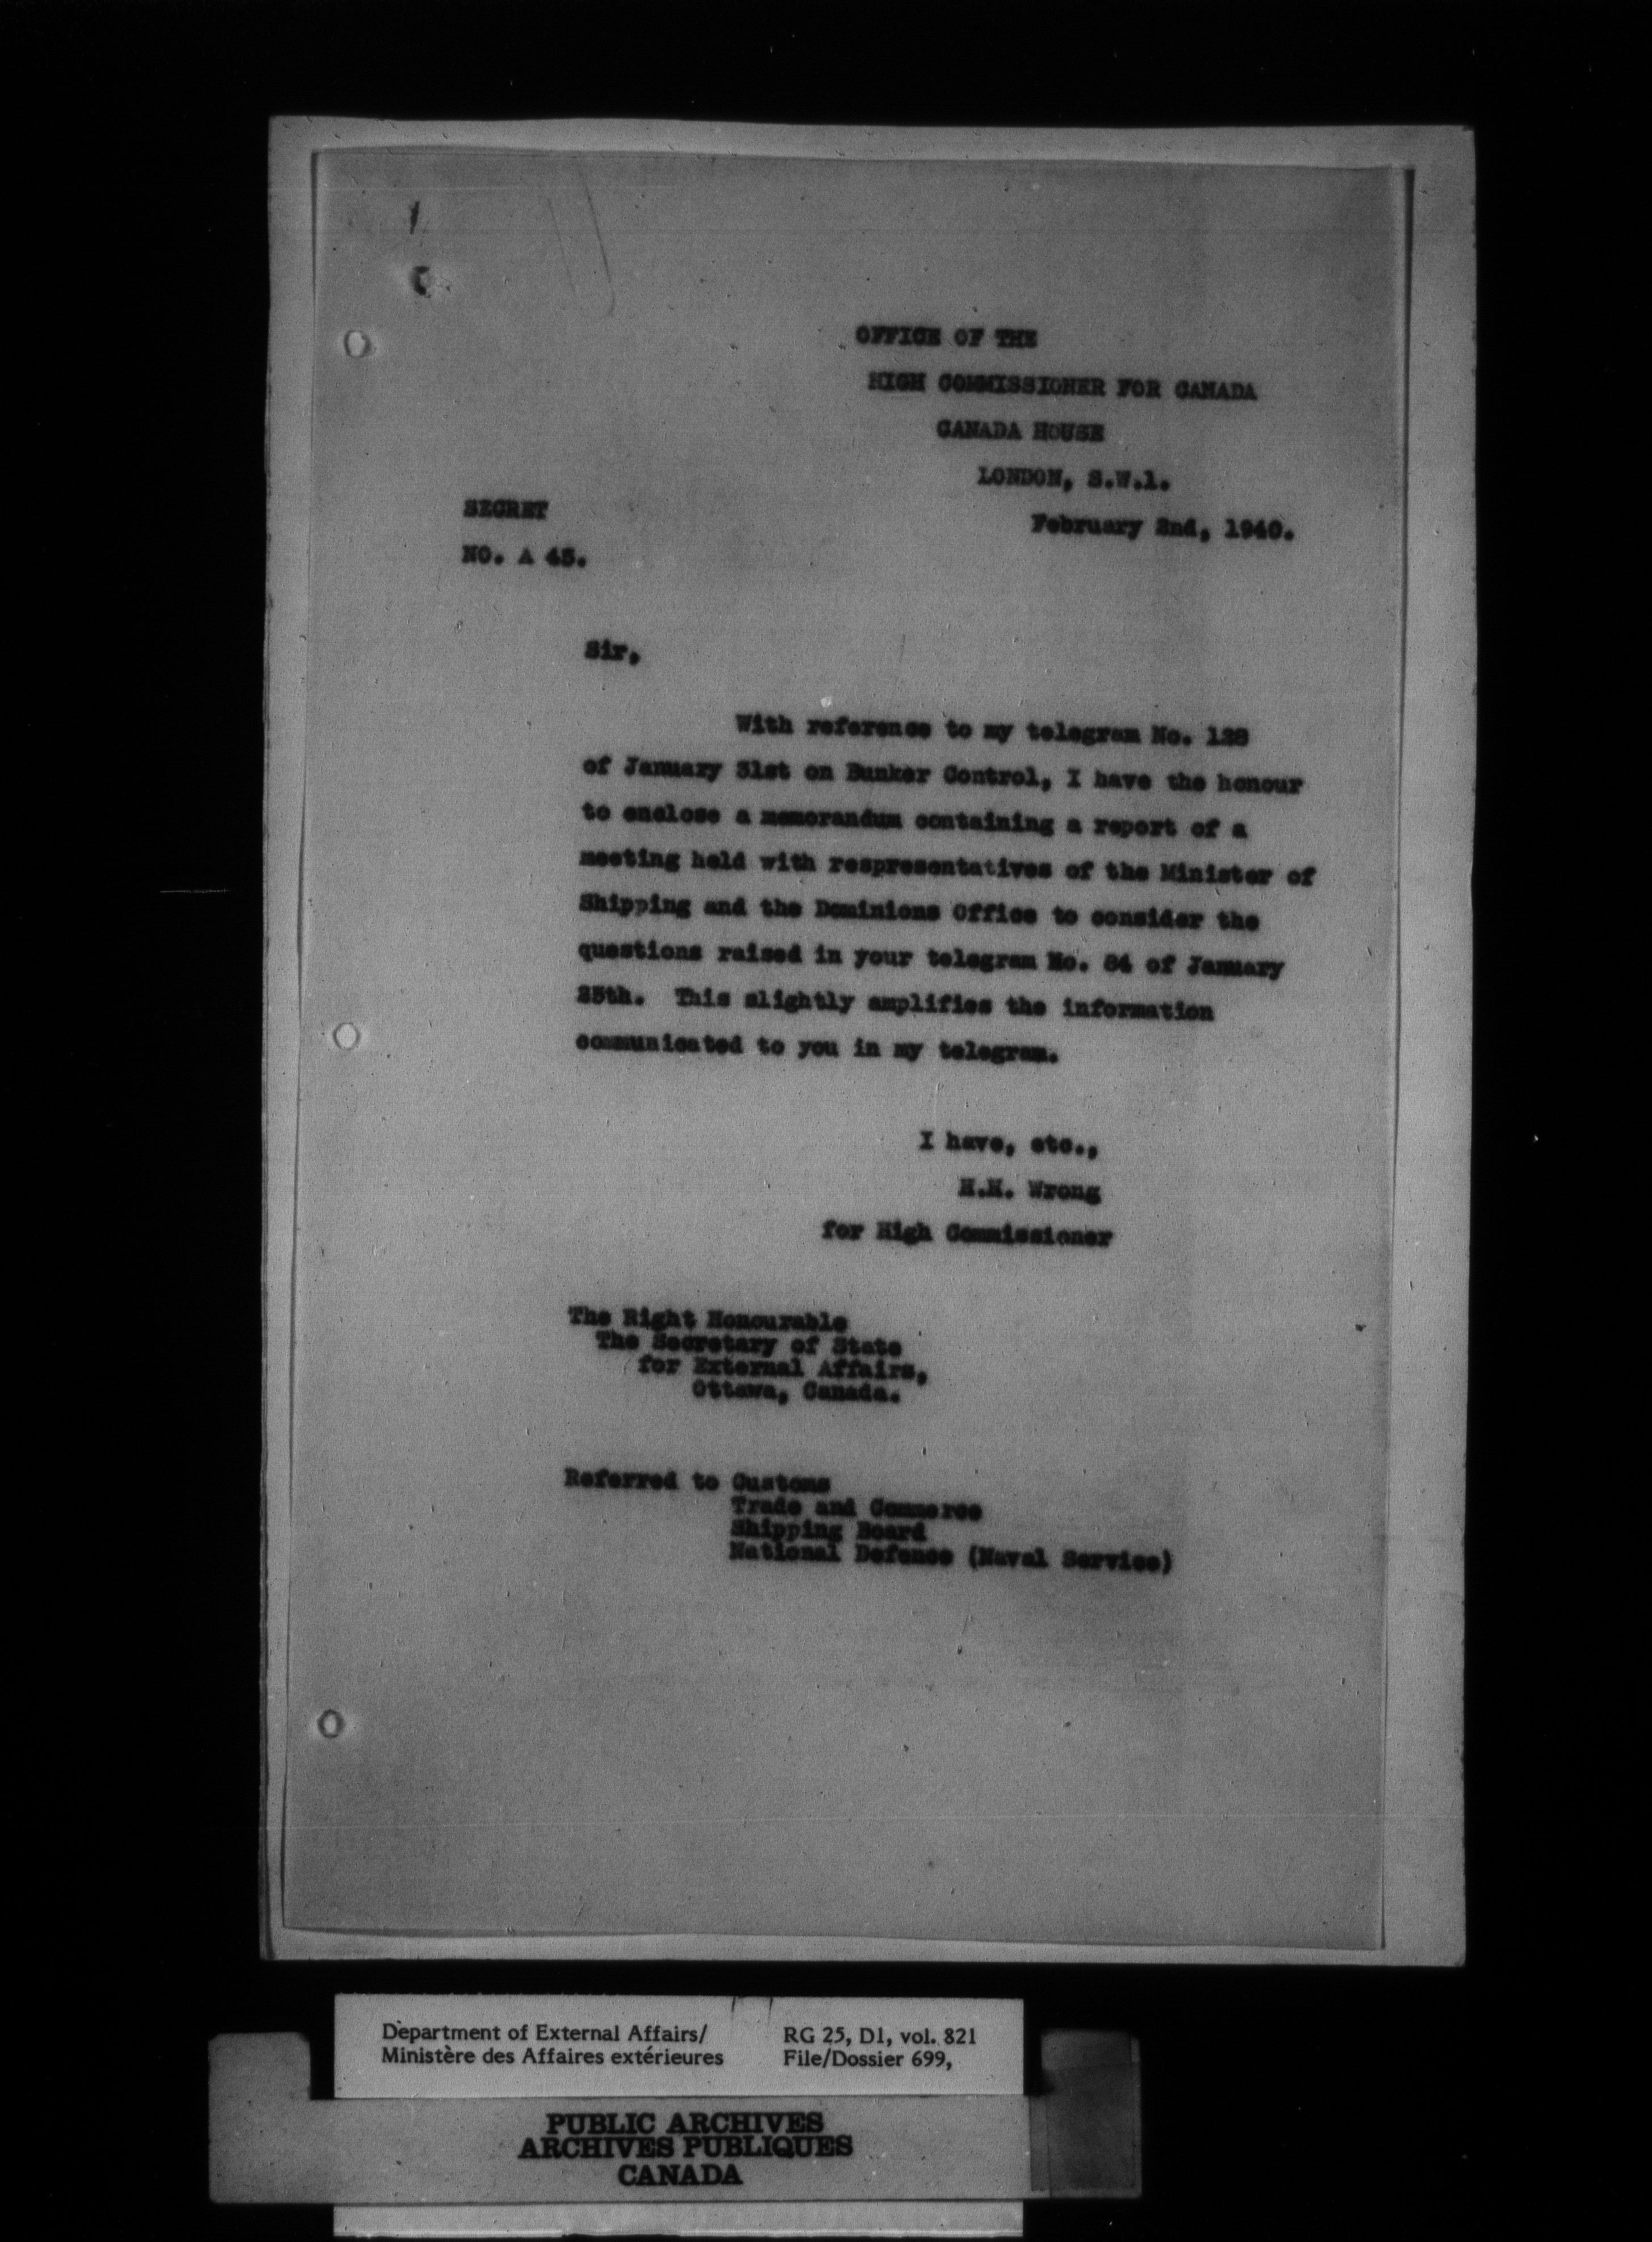 OFFICE OF THE
HIGH COMMISSIONER FOR CANADA
CANADA HOUSE
LONDON, S.W.1.
February 2nd, 1940.
SECRET
NO. A 45.
Sir,
With reference to my telegram No. 128
of January 31st on Bunker Control, I have the honour
to enclose a memorandum containing a report of a
meeting held with respresentatives of the Minister of
Shipping and the Dominions Office to consider the
questions raised in your telegram No. 84 of January
25th. This slightly amplifies the information
communicated to you in my telegram.
I have, etc.,
H.H. Wrong
for High Commissioner
The Right Honourable
The Secretary of State
for External Affairs,
Ottawa, Canada.
Referred to Customs
Trade and Commerce
Shipping Board
National Defence (Naval Service)
Department of External Affairs/
Ministère des Affaires extérieures
RG 25, D1, vol. 821
File/Dossier 699,
PUBLIC ARCHIVES
ARCHIVES PUBLIQUES
CANADA